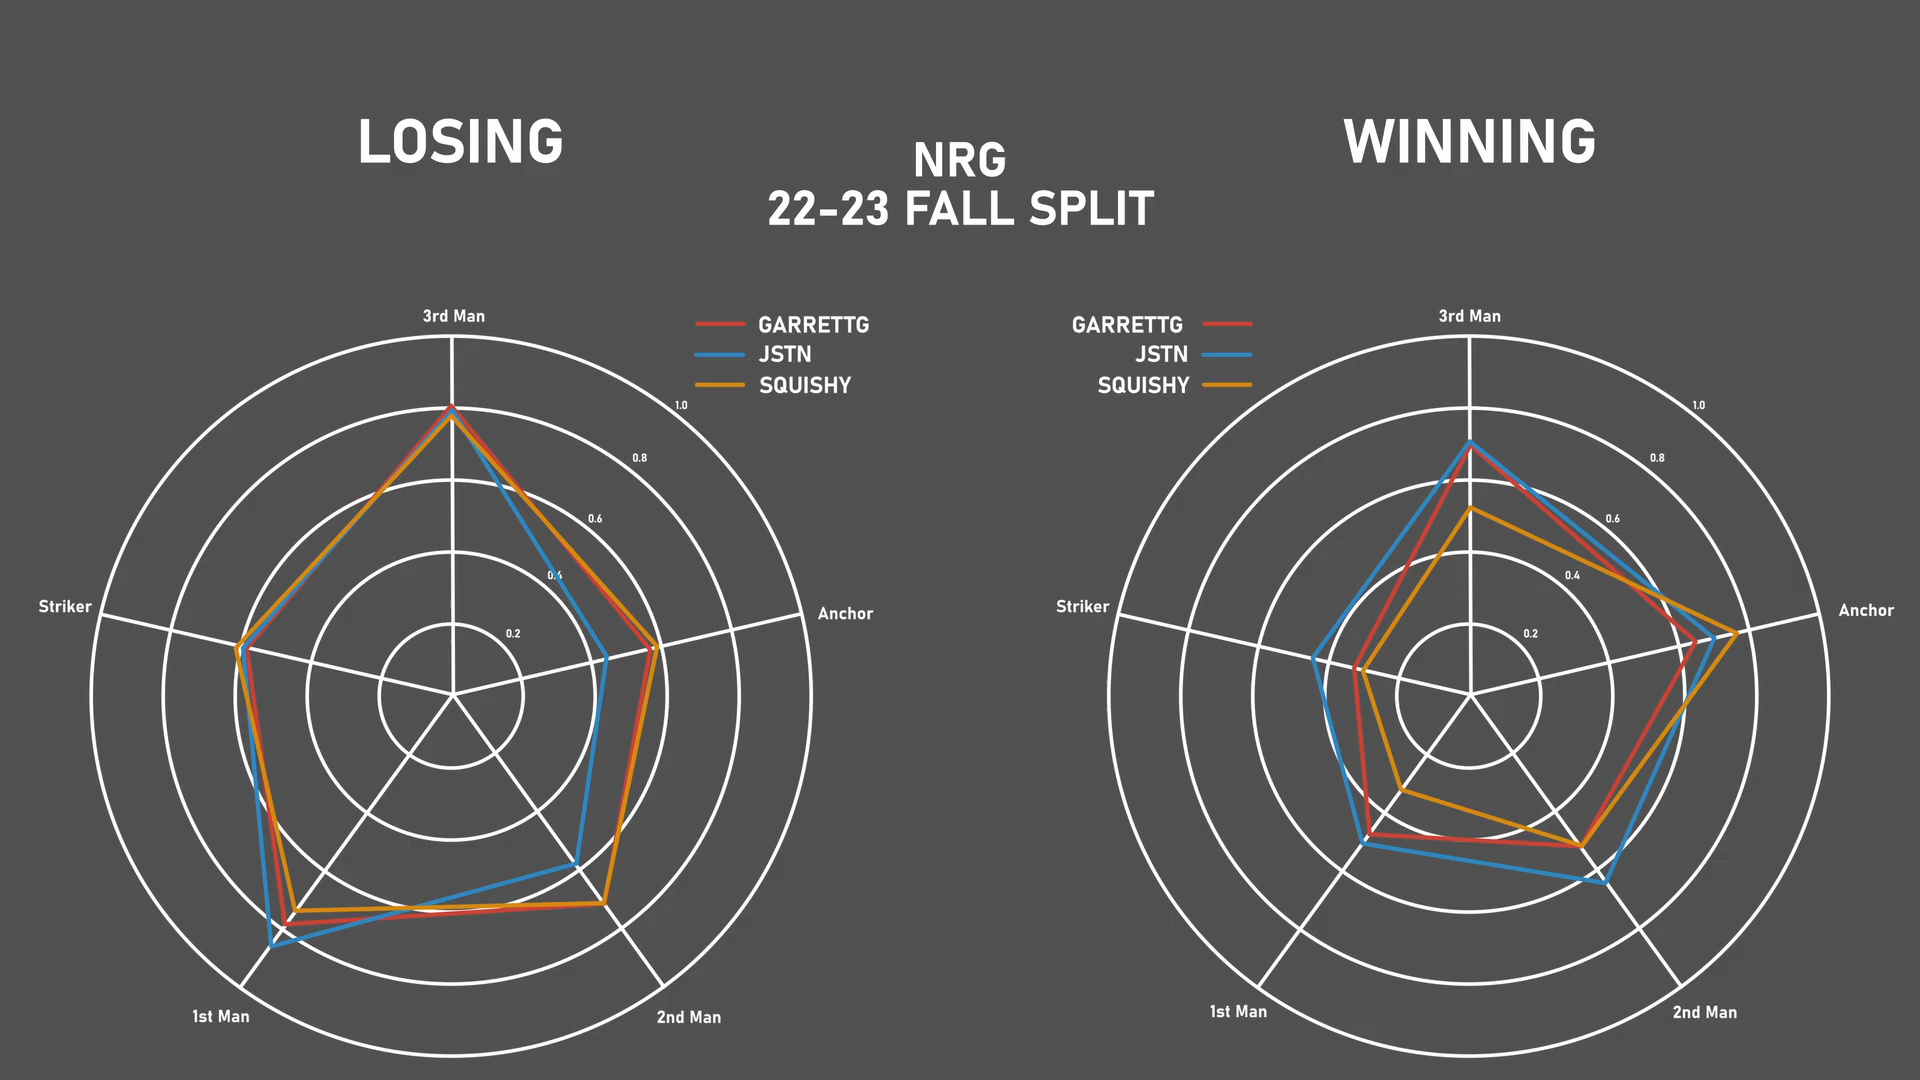 LOSING
NRG
22-23 FALL SPLIT
WINNING
3rd Man
GARRETTG
JSTN
SQUISHY
1.0
0.8
0.6
0.4
0.2
Striker
Anchor
1st Man
2nd Man
3rd Man
GARRETTG
JSTN
SQUISHY
1.0
0.8
0.6
0.4
0.2
Striker
Anchor
1st Man
2nd Man